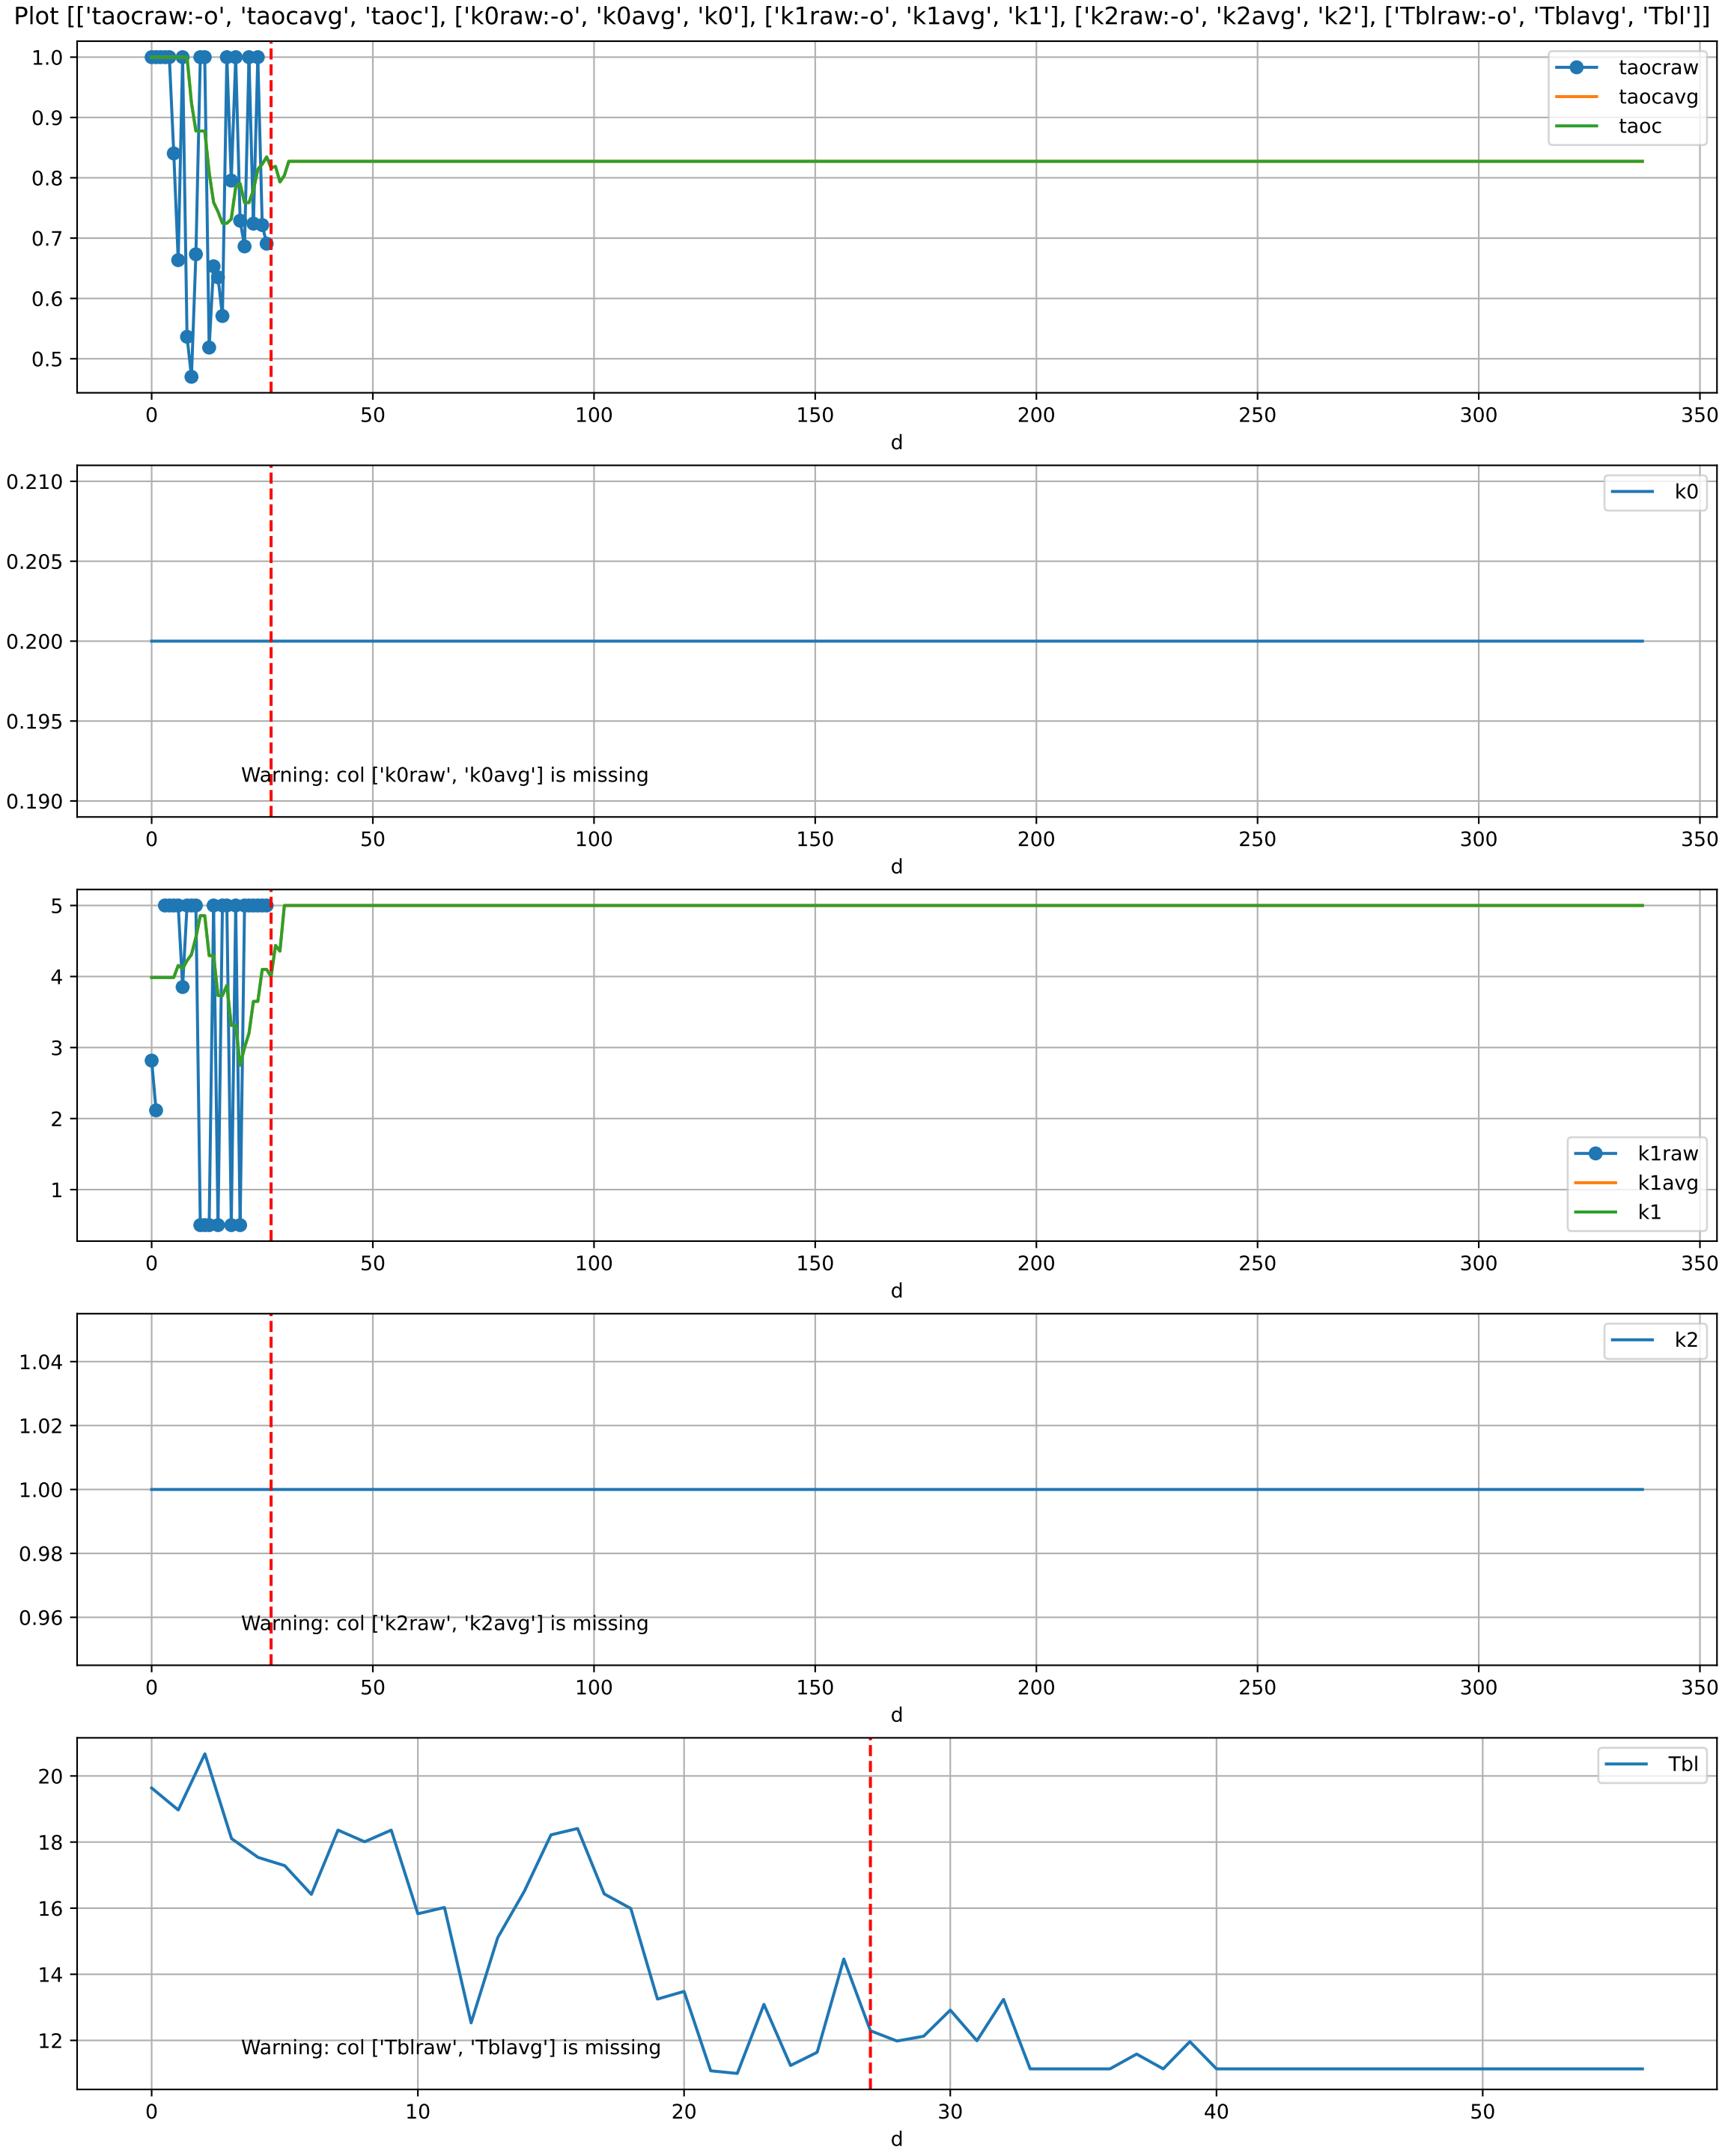 Plot [['taocraw:-o', 'taocavg', 'taoc'], ['k0raw:-o', 'k0avg', 'k0'], ['k1raw:-o', 'k1avg', 'k1'], ['k2raw:-o', 'k2avg', 'k2'], ['Tblraw:-o', 'Tblavg', 'Tbl']]
1.0
0.9
0.8
0.7
0.6
0.5
taocraw
taocavg
taoc
0 50 100 150 200 250 300 350
d
0.210
0.205
0.200
0.195
0.190
k0
Warning: col ['k0raw', 'k0avg'] is missing
0 50 100 150 200 250 300 350
d
5
4
3
2
1
k1raw
k1avg
k1
0 50 100 150 200 250 300 350
d
1.04
1.02
1.00
0.98
0.96
k2
Warning: col ['k2raw', 'k2avg'] is missing
0 50 100 150 200 250 300 350
d
20
18
16
14
12
Tbl
Warning: col ['Tblraw', 'Tblavg'] is missing
0 10 20 30 40 50
d